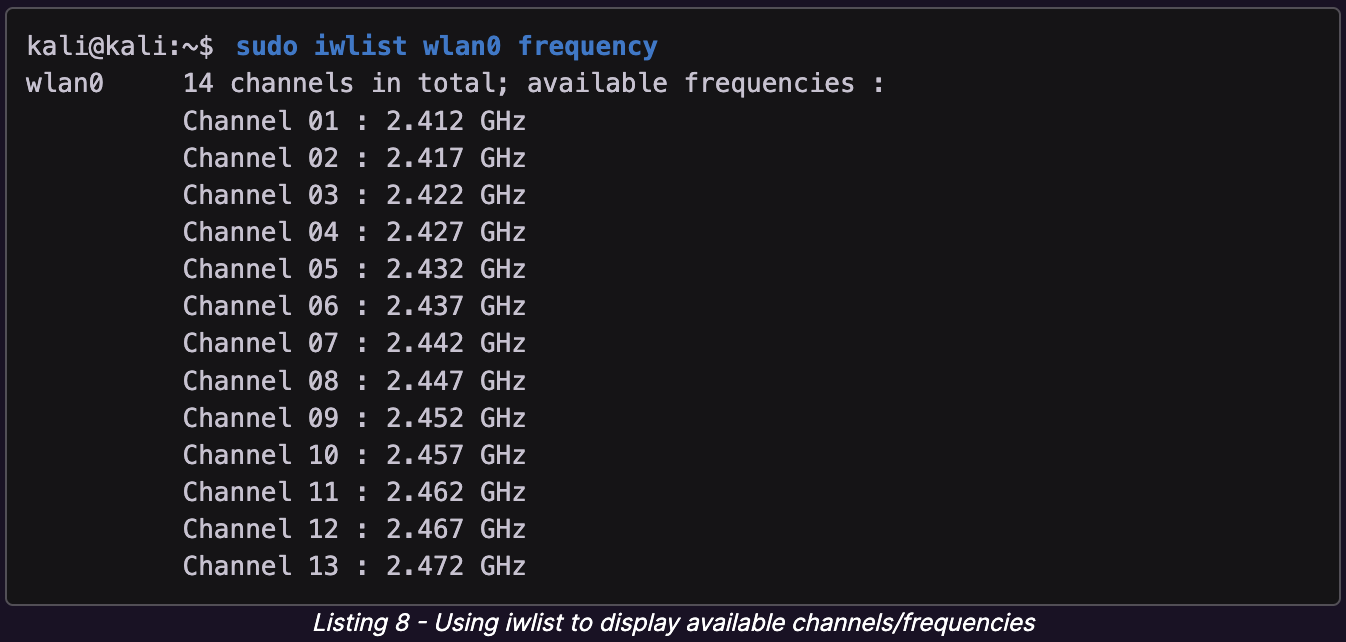 kali@kali:~$ sudo iwlist wlan0 frequency
wlan0     14 channels in total; available frequencies :
          Channel 01 : 2.412 GHz
          Channel 02 : 2.417 GHz
          Channel 03 : 2.422 GHz
          Channel 04 : 2.427 GHz
          Channel 05 : 2.432 GHz
          Channel 06 : 2.437 GHz
          Channel 07 : 2.442 GHz
          Channel 08 : 2.447 GHz
          Channel 09 : 2.452 GHz
          Channel 10 : 2.457 GHz
          Channel 11 : 2.462 GHz
          Channel 12 : 2.467 GHz
          Channel 13 : 2.472 GHz
Listing 8 - Using iwlist to display available channels/frequencies